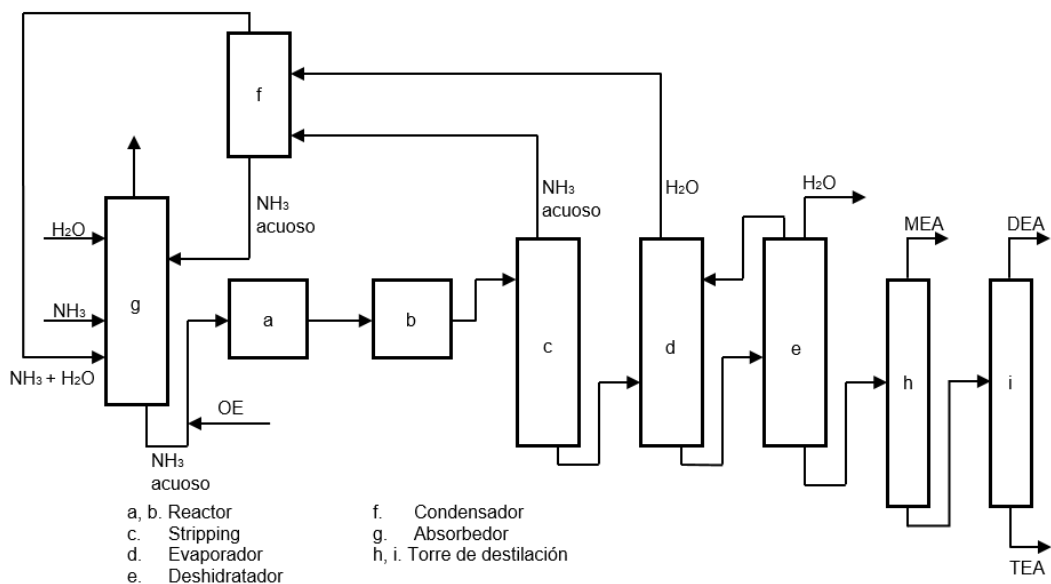 f
NH₃
acuoso
H₂O
NH₃
acuoso
H₂O
H₂O
MEA
DEA
g
NH₃
a
b
c
d
e
h
i
NH₃ + H₂O
OE
NH₃
acuoso
TEA
a, b. Reactor
c. Stripping
d. Evaporador
e. Deshidratador
f. Condensador
g. Absorbedor
h, i. Torre de destilación